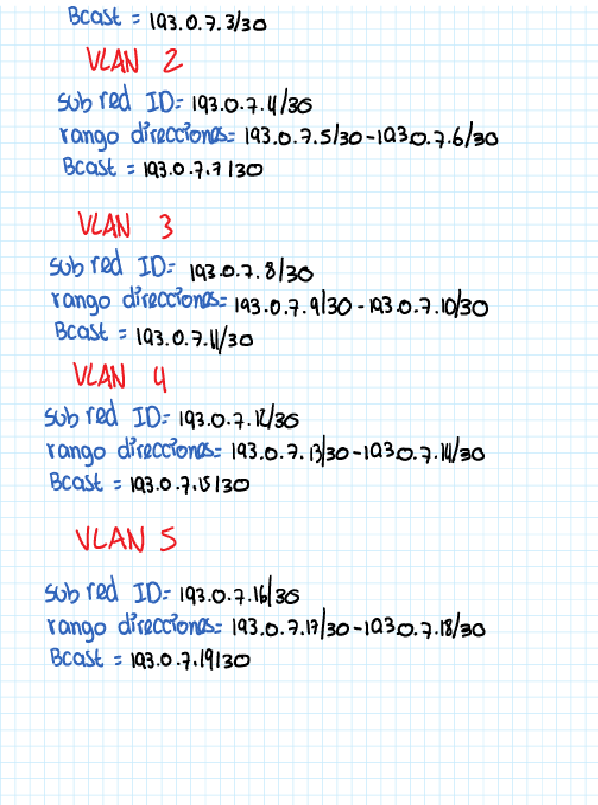 Bcast = 193.0.7.3/30
VLAN 2
sub red ID= 193.0.7.4/30
rango direcciones= 193.0.7.5/30-193.0.7.6/30
Bcast = 193.0.7.7/30
VLAN 3
sub red ID= 193.0.7.8/30
rango direcciones= 193.0.7.9/30-193.0.7.10/30
Bcast = 193.0.7.11/30
VLAN 4
sub red ID= 193.0.7.12/30
rango direcciones= 193.0.7.13/30-193.0.7.14/30
Bcast = 193.0.7.15/30
VLAN 5
sub red ID= 193.0.7.16/30
rango direcciones= 193.0.7.17/30-193.0.7.18/30
Bcast = 193.0.7.19/30